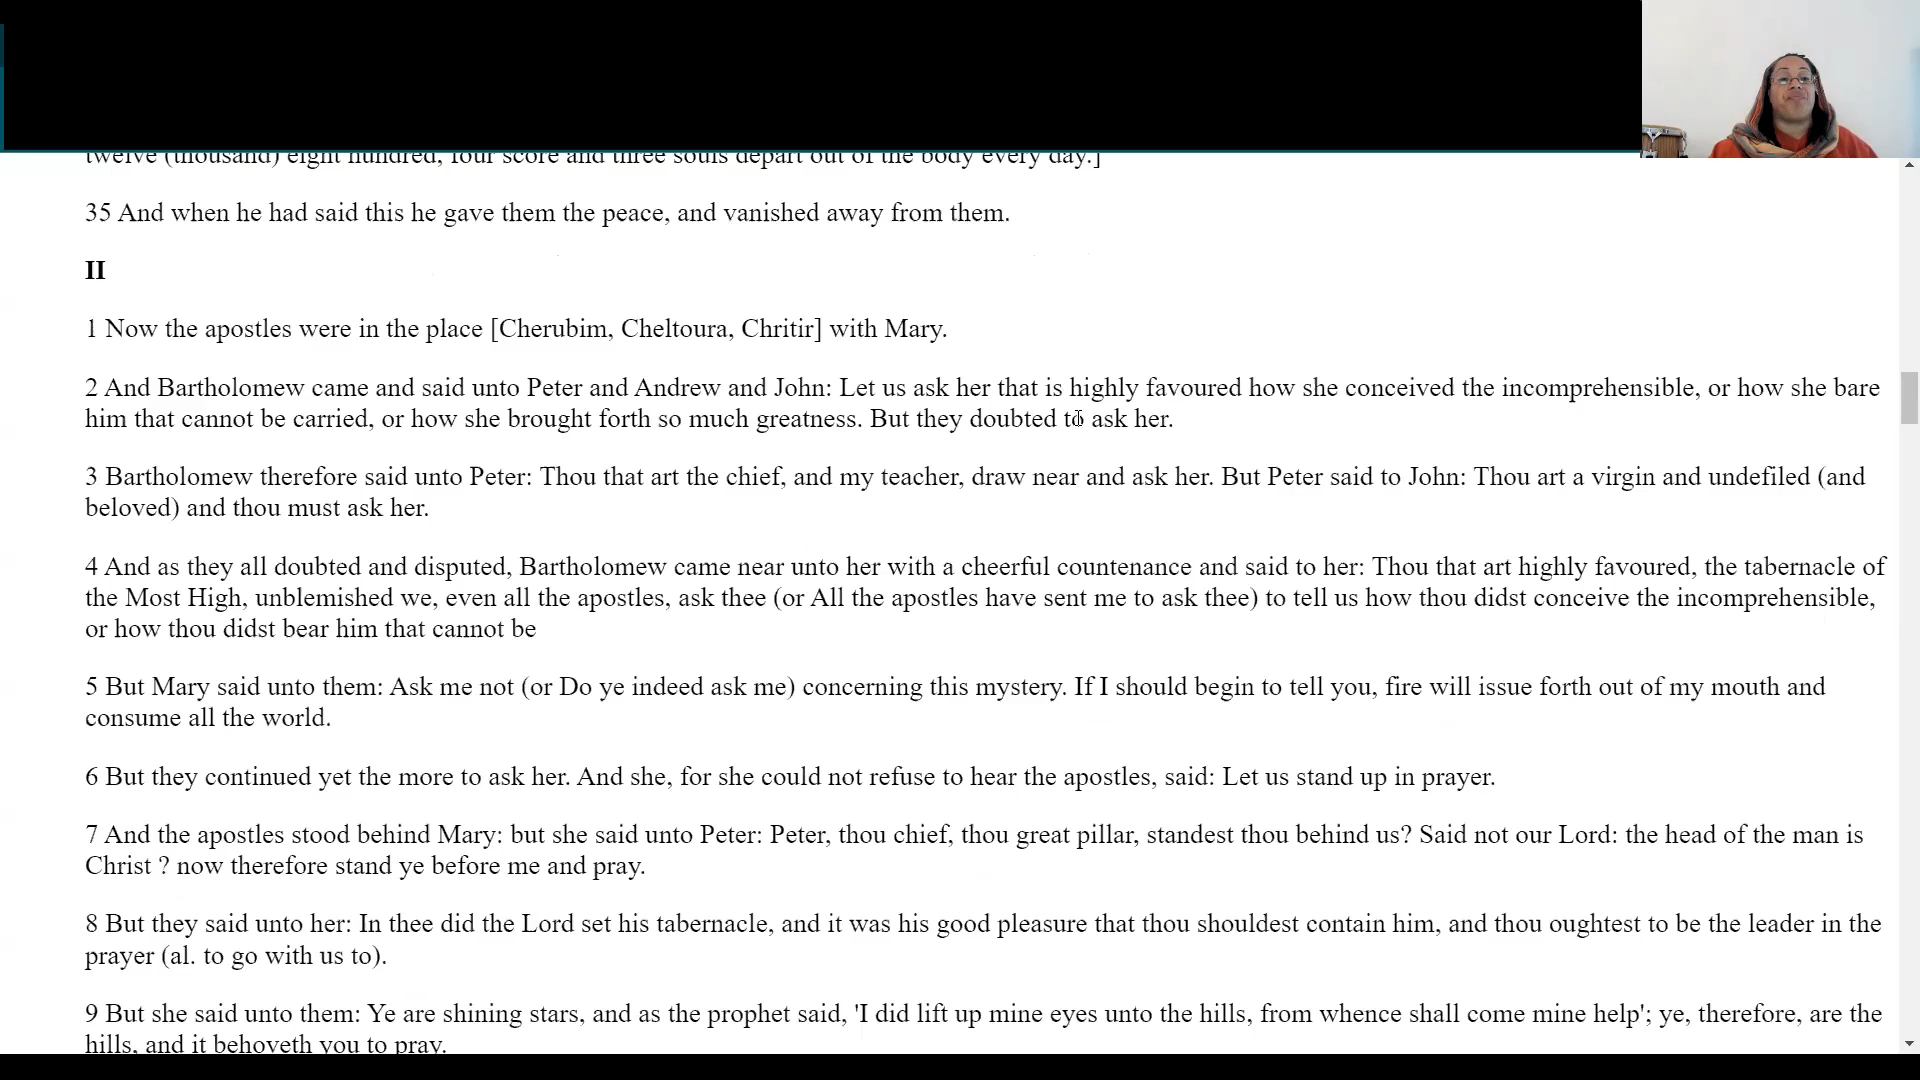 twelve (thousand) eight hundred, four score and three souls depart out of the body every day.]
35 And when he had said this he gave them the peace, and vanished away from them.
II
1 Now the apostles were in the place [Cherubim, Cheltoura, Chritir] with Mary.
2 And Bartholomew came and said unto Peter and Andrew and John: Let us ask her that is highly favoured how she conceived the incomprehensible, or how she bare
him that cannot be carried, or how she brought forth so much greatness. But they doubted to ask her.
3 Bartholomew therefore said unto Peter: Thou that art the chief, and my teacher, draw near and ask her. But Peter said to John: Thou art a virgin and undefiled (and
beloved) and thou must ask her.
4 And as they all doubted and disputed, Bartholomew came near unto her with a cheerful countenance and said to her: Thou that art highly favoured, the tabernacle of
the Most High, unblemished we, even all the apostles, ask thee (or All the apostles have sent me to ask thee) to tell us how thou didst conceive the incomprehensible,
or how thou didst bear him that cannot be
5 But Mary said unto them: Ask me not (or Do ye indeed ask me) concerning this mystery. If I should begin to tell you, fire will issue forth out of my mouth and
consume all the world.
6 But they continued yet the more to ask her. And she, for she could not refuse to hear the apostles, said: Let us stand up in prayer.
7 And the apostles stood behind Mary: but she said unto Peter: Peter, thou chief, thou great pillar, standest thou behind us? Said not our Lord: the head of the man is
Christ ? now therefore stand ye before me and pray.
8 But they said unto her: In thee did the Lord set his tabernacle, and it was his good pleasure that thou shouldest contain him, and thou oughtest to be the leader in the
prayer (al. to go with us to).
9 But she said unto them: Ye are shining stars, and as the prophet said, 'I did lift up mine eyes unto the hills, from whence shall come mine help'; ye, therefore, are the
hills, and it behoveth you to pray.